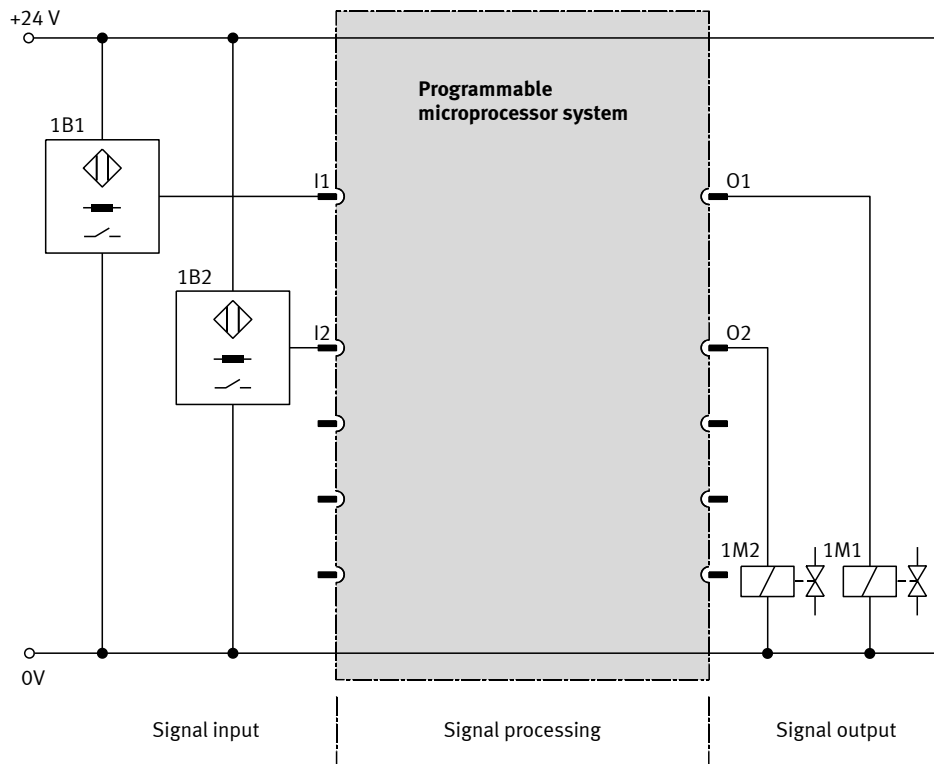 +24 V
Programmable
microprocessor system
1B1
I1
O1
1B2
I2
O2
1M2
1M1
0V
Signal input
Signal processing
Signal output